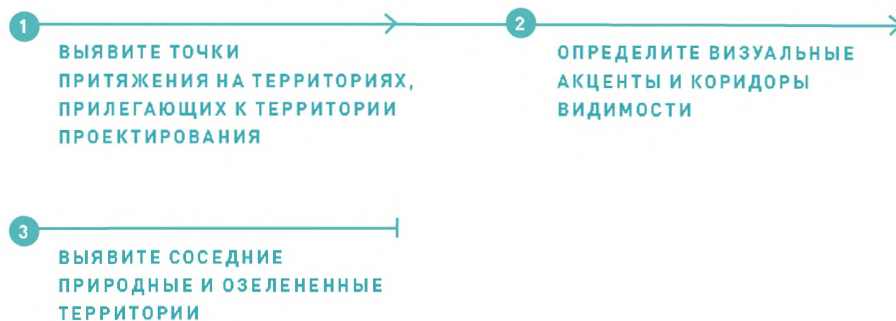 1
ВЫЯВИТЕ ТОЧКИ
ПРИТЯЖЕНИЯ НА ТЕРРИТОРИЯХ,
ПРИЛЕГАЮЩИХ К ТЕРРИТОРИИ
ПРОЕКТИРОВАНИЯ
2
ОПРЕДЕЛИТЕ ВИЗУАЛЬНЫЕ
АКЦЕНТЫ И КОРИДОРЫ
ВИДИМОСТИ
3
ВЫЯВИТЕ СОСЕДНИЕ
ПРИРОДНЫЕ И ОЗЕЛЕНЕННЫЕ
ТЕРРИТОРИИ